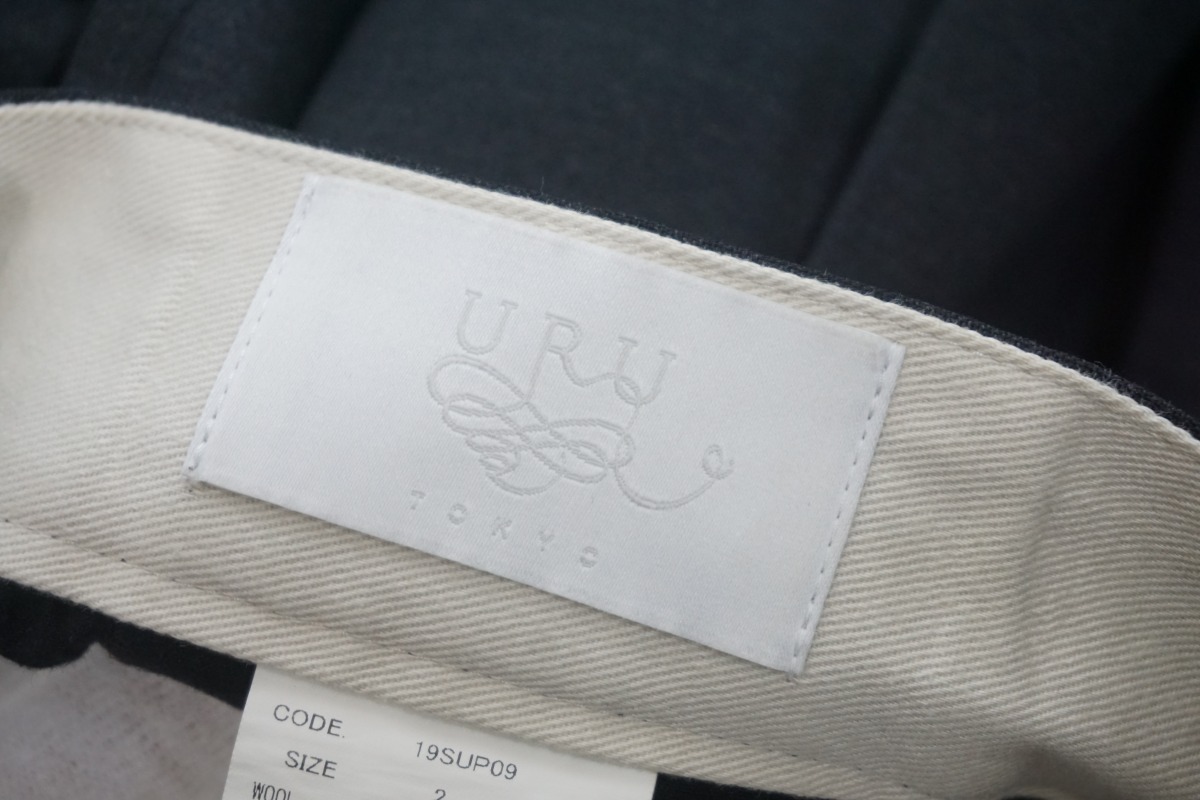 URU
TOKYO
CODE. 19SUP09
SIZE 2
WOOL